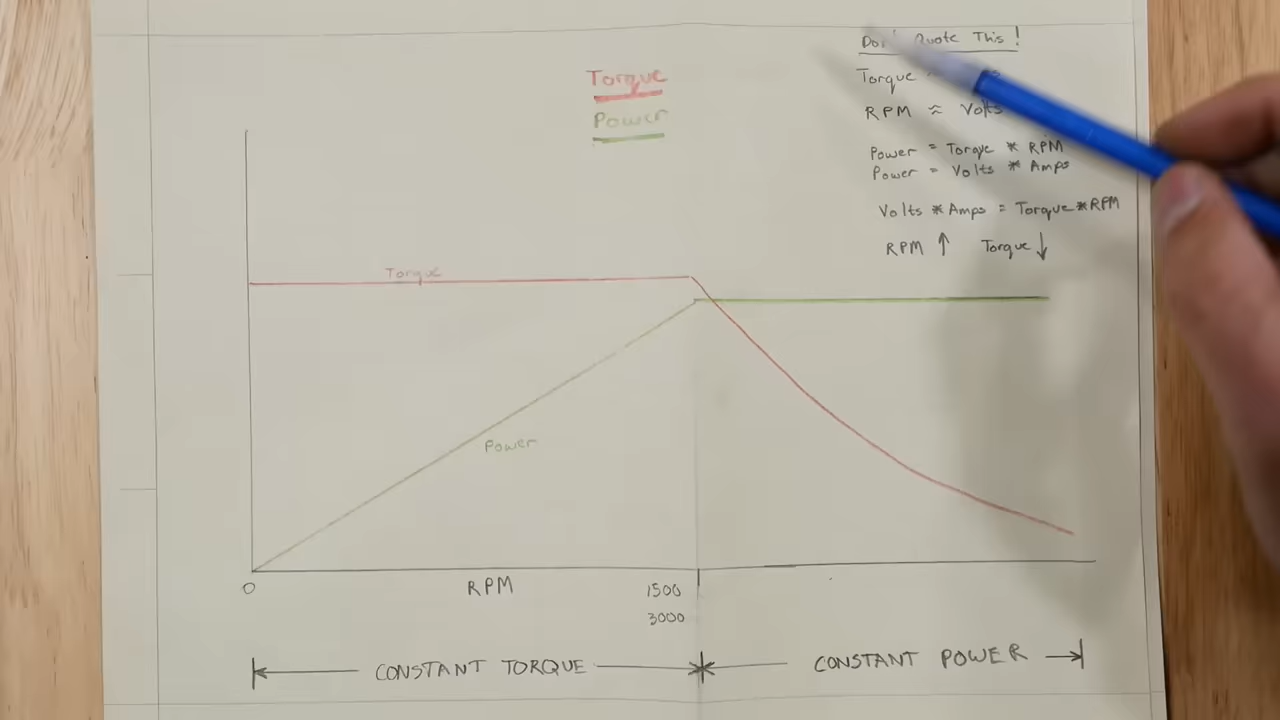 Torque
Power
Quote This!
Torque
RPM ≈ Volts
Power = Torque * RPM
Power = Volts * Amps
Volts * Amps = Torque * RPM
RPM ↑ Torque ↓
Torque
Power
0
RPM
1500
3000
CONSTANT TORQUE
CONSTANT POWER